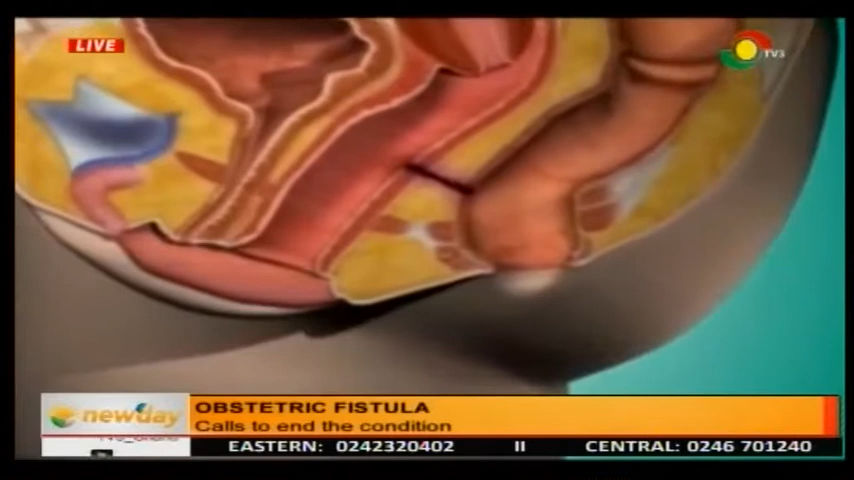 LIVE
TV3
newday
OBSTETRIC FISTULA
Calls to end the condition
EASTERN: 0242320402 II CENTRAL: 0246 701240